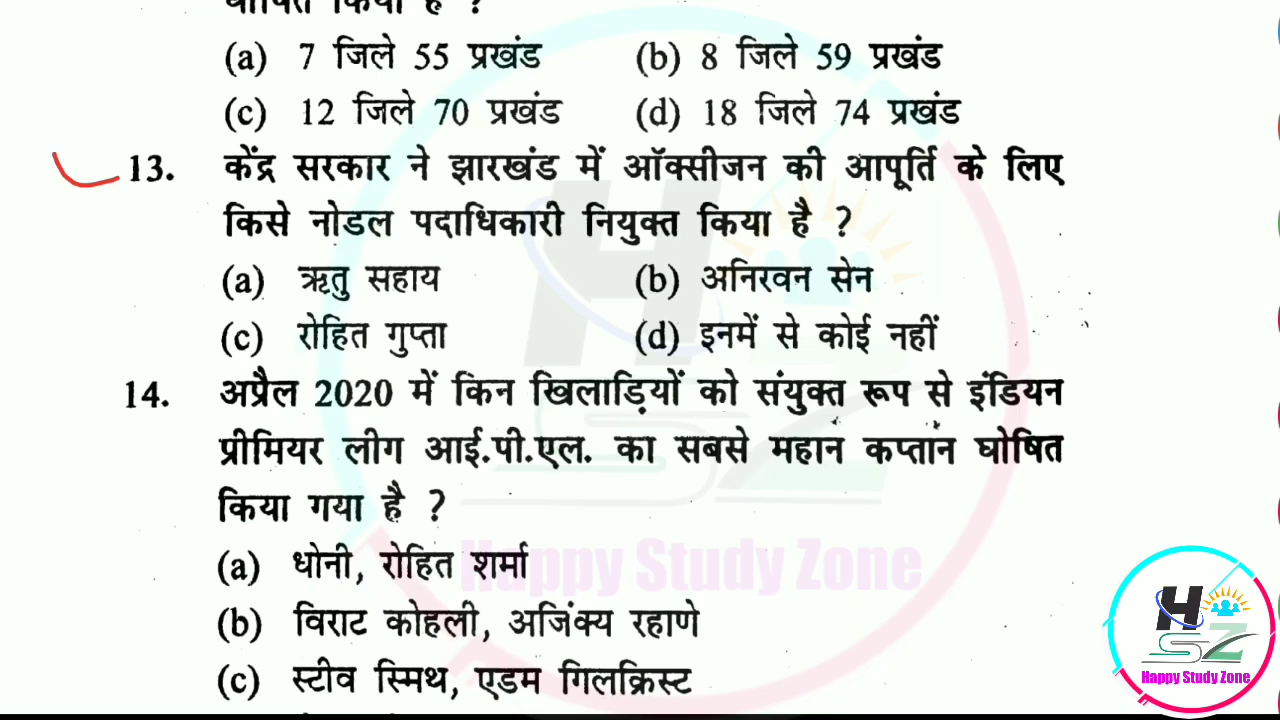 घोषित किया है ?
(a) 7 जिले 55 प्रखंड (b) 8 जिले 59 प्रखंड
(c) 12 जिले 70 प्रखंड (d) 18 जिले 74 प्रखंड
13. केंद्र सरकार ने झारखंड में ऑक्सीजन की आपूर्ति के लिए
किसे नोडल पदाधिकारी नियुक्त किया है ?
(a) ऋतु सहाय (b) अनिरवन सेन
(c) रोहित गुप्ता (d) इनमें से कोई नहीं
14. अप्रैल 2020 में किन खिलाड़ियों को संयुक्त रूप से इंडियन
प्रीमियर लीग आई.पी.एल. का सबसे महान कप्तान घोषित
किया गया है ?
(a) धोनी, रोहित शर्मा
(b) विराट कोहली, अजिंक्य रहाणे
(c) स्टीव स्मिथ, एडम गिलक्रिस्ट
Happy Study Zone
HSZ
Happy Study Zone